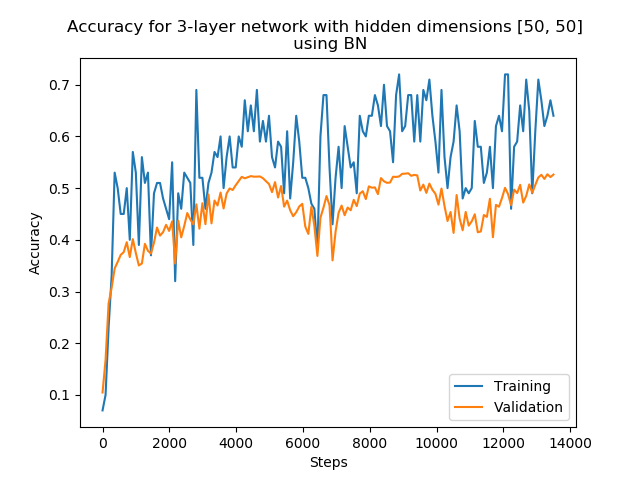 Accuracy for 3-layer network with hidden dimensions [50, 50]
using BN
Accuracy
0.7
0.6
0.5
0.4
0.3
0.2
0.1
Training
Validation
0 2000 4000 6000 8000 10000 12000 14000
Steps